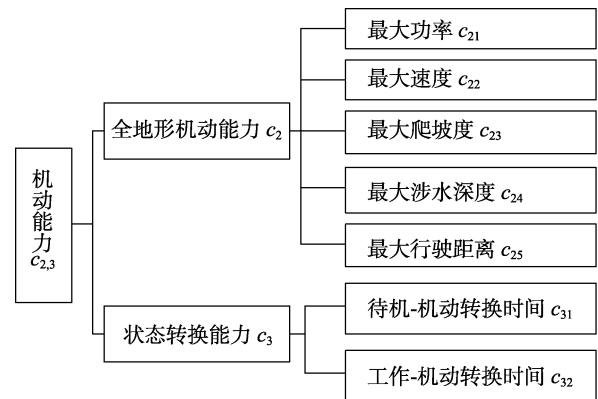 机动能力 c2,3
全地形机动能力 c2
最大功率 c21
最大速度 c22
最大爬坡度 c23
最大涉水深度 c24
最大行驶距离 c25
状态转换能力 c3
待机-机动转换时间 c31
工作-机动转换时间 c32